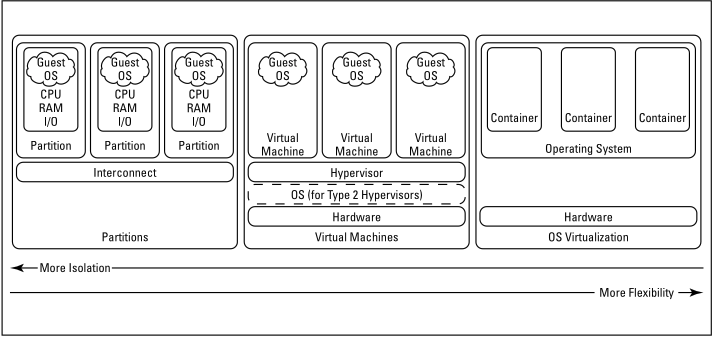 Guest
OS
CPU
RAM
I/O
Partition
Guest
OS
CPU
RAM
I/O
Partition
Guest
OS
CPU
RAM
I/O
Partition
Interconnect
Partitions
Guest
OS
Virtual
Machine
Guest
OS
Virtual
Machine
Guest
OS
Virtual
Machine
Hypervisor
OS (for Type 2 Hypervisors)
Hardware
Virtual Machines
Container
Container
Container
Operating System
Hardware
OS Virtualization
More Isolation
More Flexibility